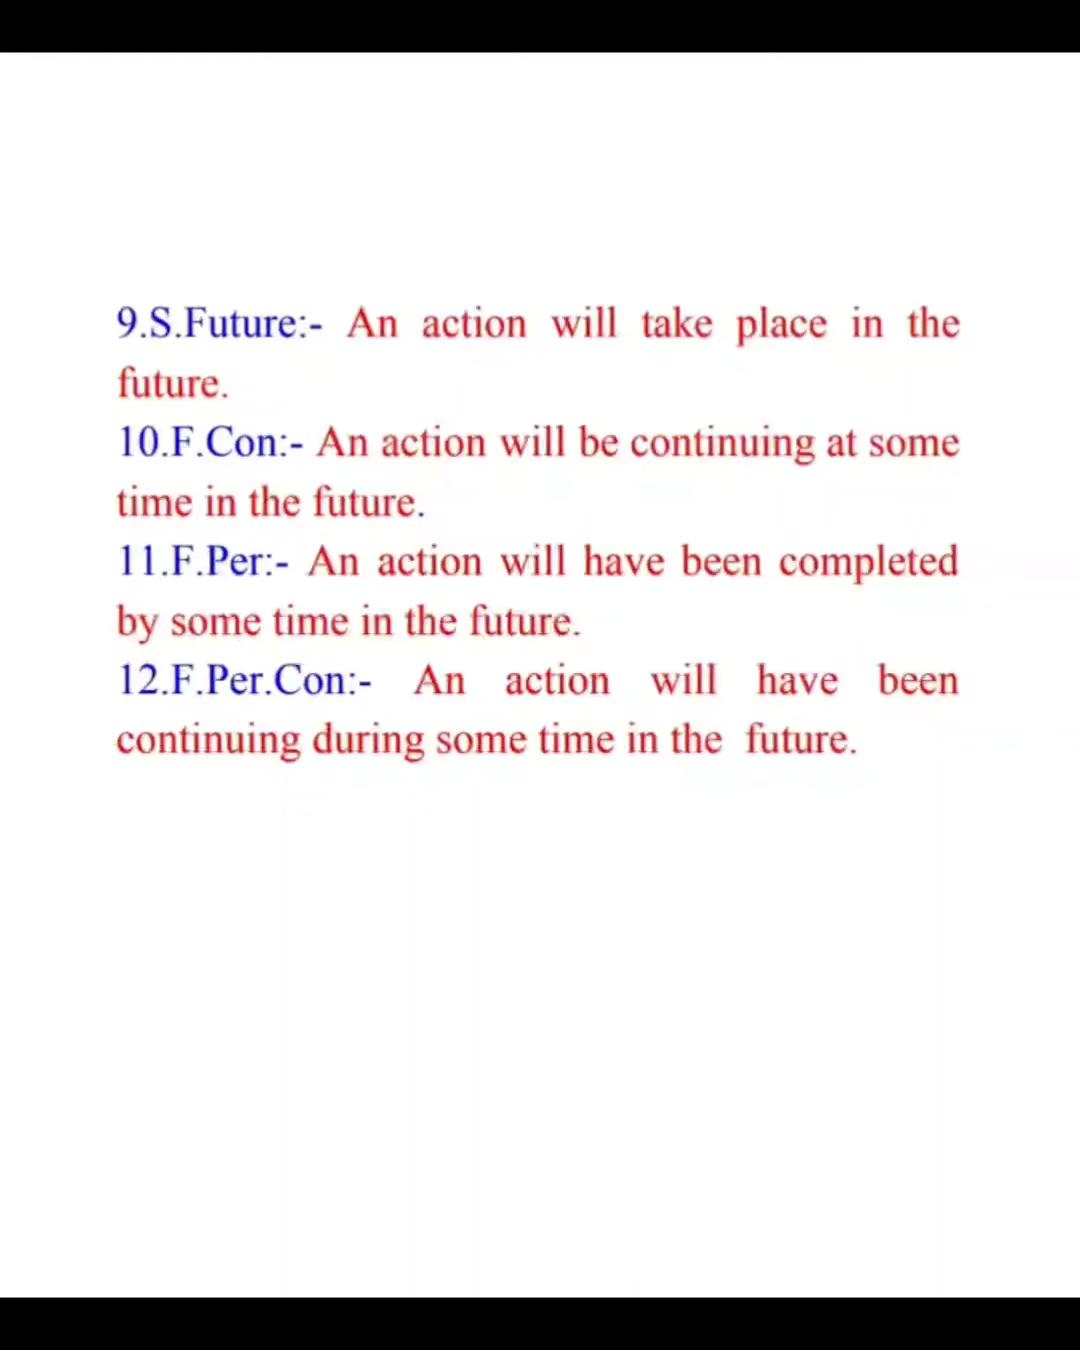 9.S.Future:- An action will take place in the
future.
10.F.Con:- An action will be continuing at some
time in the future.
11.F.Per:- An action will have been completed
by some time in the future.
12.F.Per.Con:- An action will have been
continuing during some time in the future.